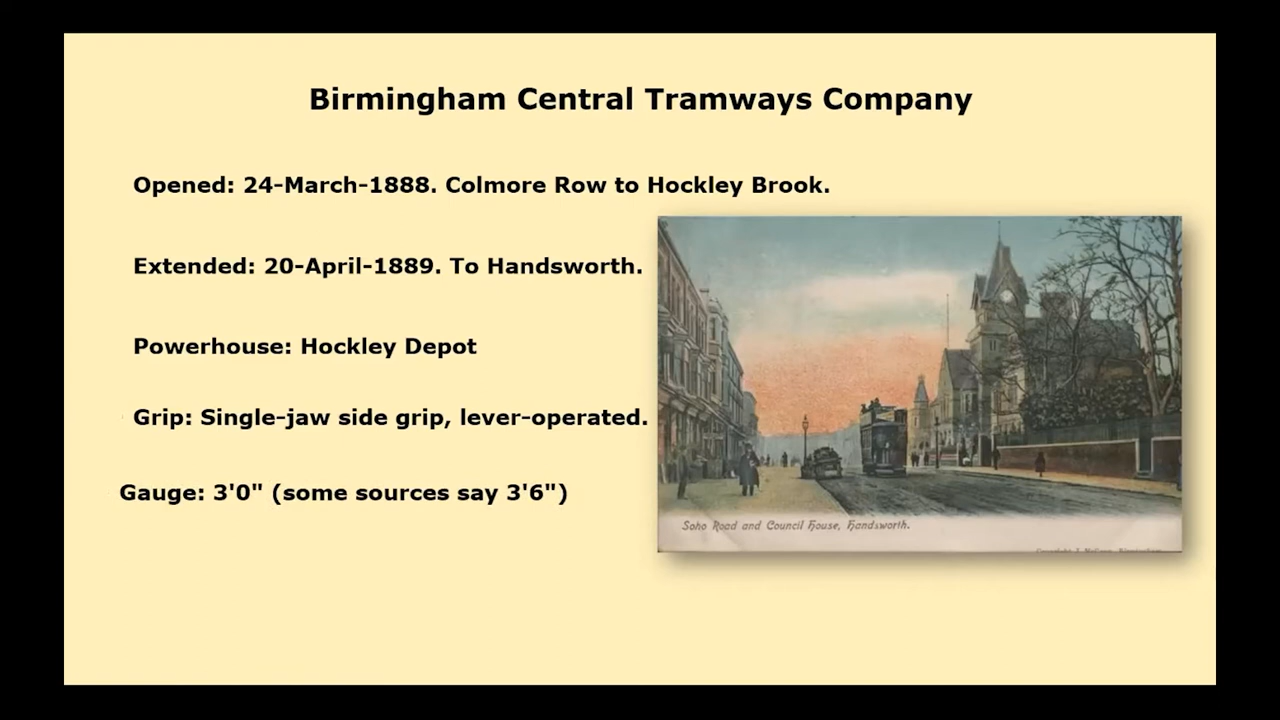 Birmingham Central Tramways Company
Opened: 24-March-1888. Colmore Row to Hockley Brook.
Extended: 20-April-1889. To Handsworth.
Powerhouse: Hockley Depot
Grip: Single-jaw side grip, lever-operated.
Gauge: 3'0" (some sources say 3'6")
Soho Road and Council House, Handsworth.